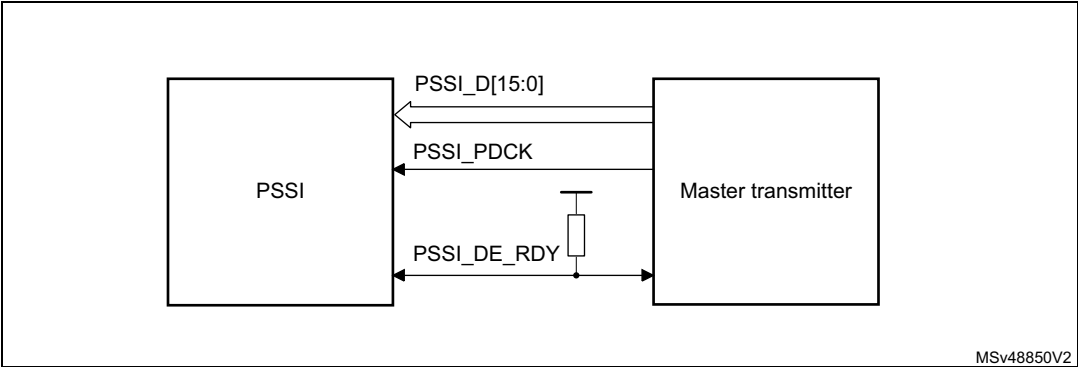 PSSI_D[15:0]
PSSI_PDCK
PSSI
Master transmitter
PSSI_DE_RDY
MSv48850V2